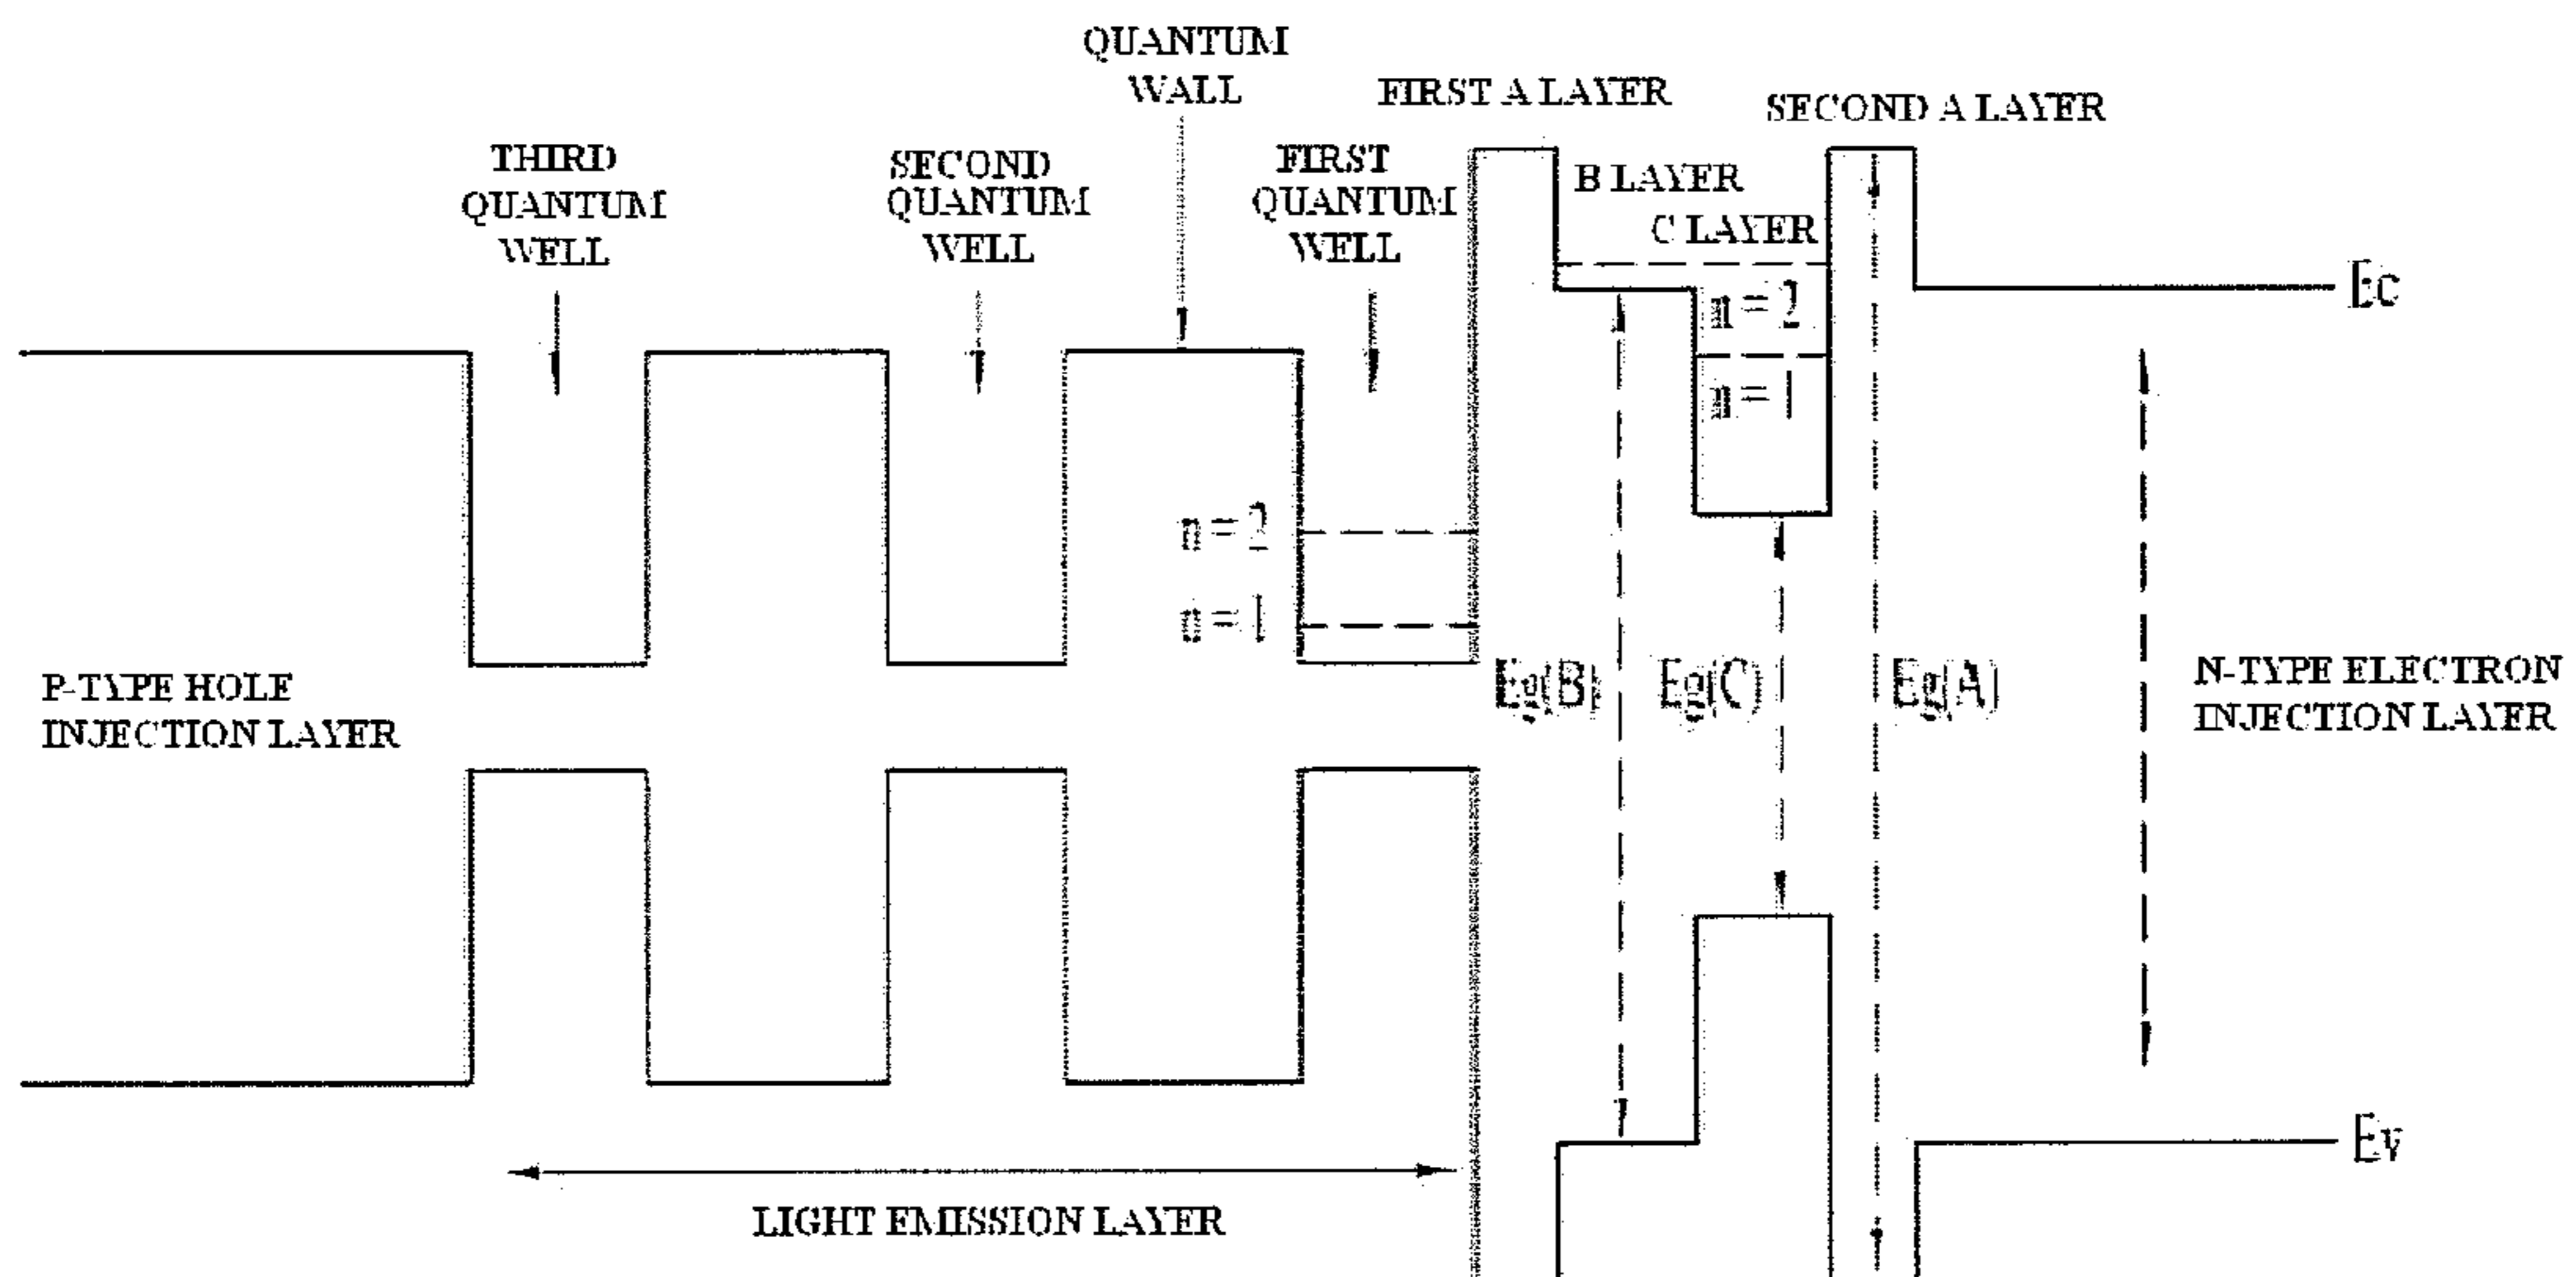 QUANTUM
WALL
FIRST A LAYER
SECOND A LAYER
THIRD
QUANTUM
WELL
SECOND
QUANTUM
WELL
FIRST
QUANTUM
WELL
B LAYER
C LAYER
Ec
n = 2
n = 1
n = 2
n = 1
P-TYPE HOLE
INJECTION LAYER
Eg(B)
Eg(C)
Eg(A)
N-TYPE ELECTRON
INJECTION LAYER
Ev
LIGHT EMISSION LAYER